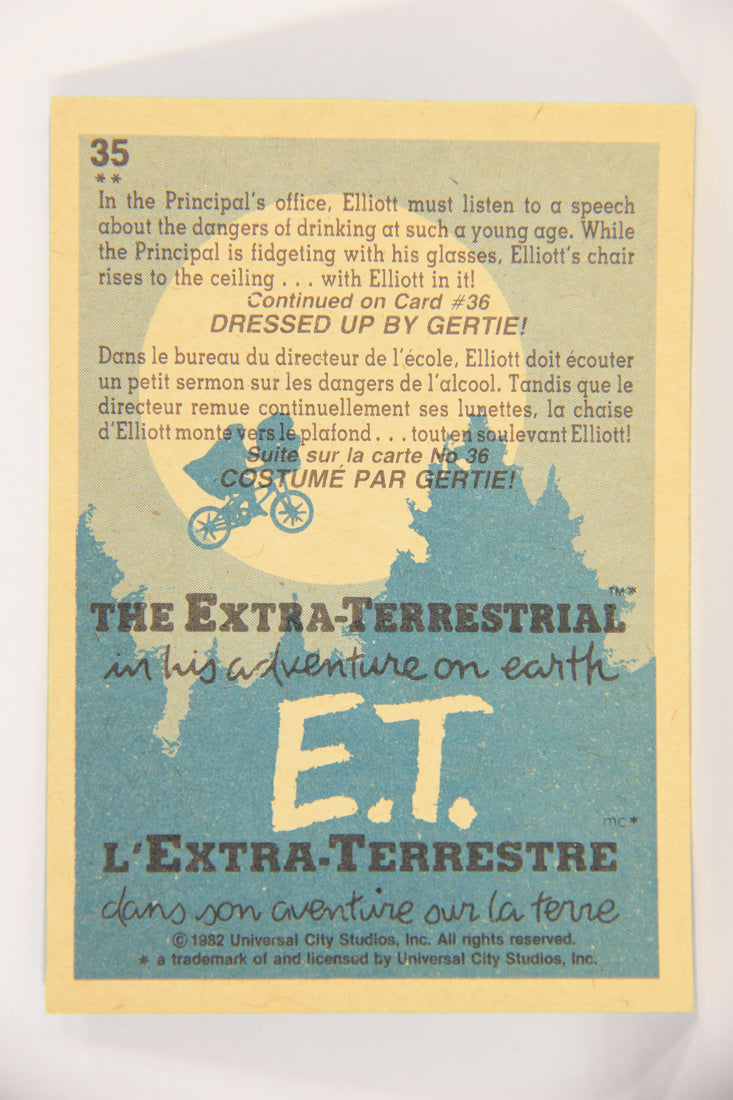 35
**
In the Principal's office, Elliott must listen to a speech
about the dangers of drinking at such a young age. While
the Principal is fidgeting with his glasses, Elliott's chair
rises to the ceiling . . . with Elliott in it!
Continued on Card #36
DRESSED UP BY GERTIE!
Dans le bureau du directeur de l'école, Elliott doit écouter
un petit sermon sur les dangers de l'alcool. Tandis que le
directeur remue continuellement ses lunettes, la chaise
d'Elliott monte vers le plafond . . . tout en soulevant Elliott!
Suite sur la carte No 36
COSTUMÉ PAR GERTIE!
THE EXTRA-TERRESTRIAL™*
in his adventure on earth
E.T.
mc*
L'EXTRA-TERRESTRE
dans son aventure sur la terre
© 1982 Universal City Studios, Inc. All rights reserved.
* a trademark of and licensed by Universal City Studios, Inc.